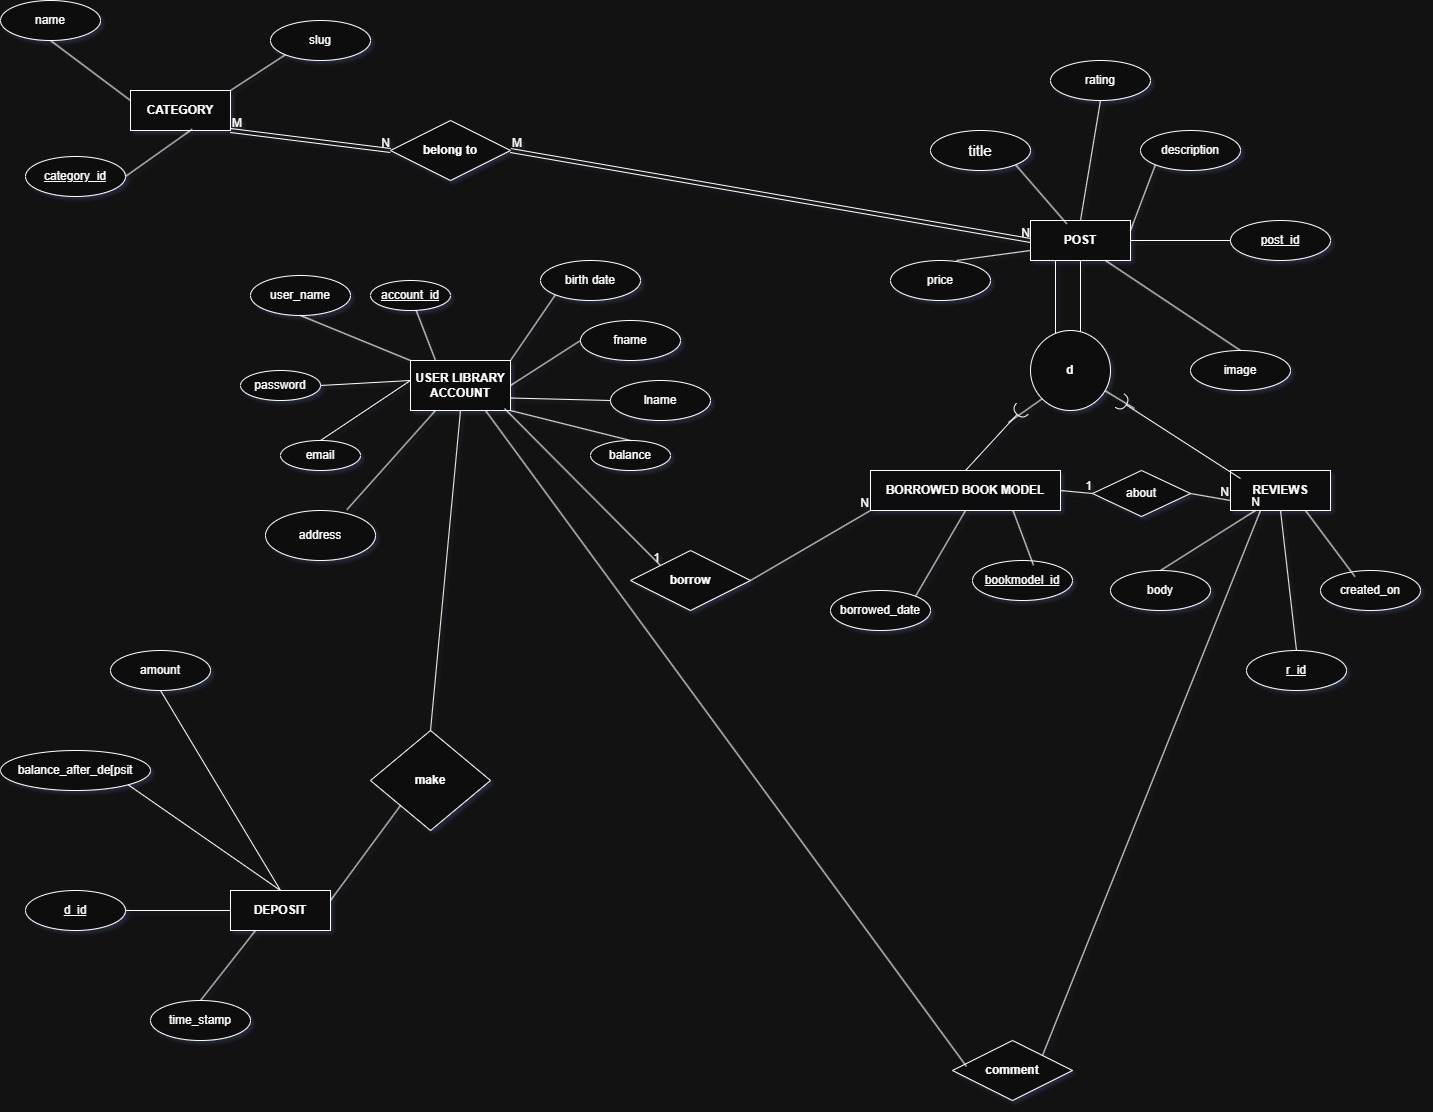 name
slug
CATEGORY
category_id
M
N
belong to
M
rating
title
description
N
POST
post_id
price
image
d
user_name
account_id
birth date
fname
USER LIBRARY
ACCOUNT
password
lname
email
balance
address
BORROWED BOOK MODEL
1
about
N
REVIEWS
N
N
1
borrow
bookmodel_id
borrowed_date
body
created_on
r_id
amount
balance_after_de[psit
make
d_id
DEPOSIT
time_stamp
comment